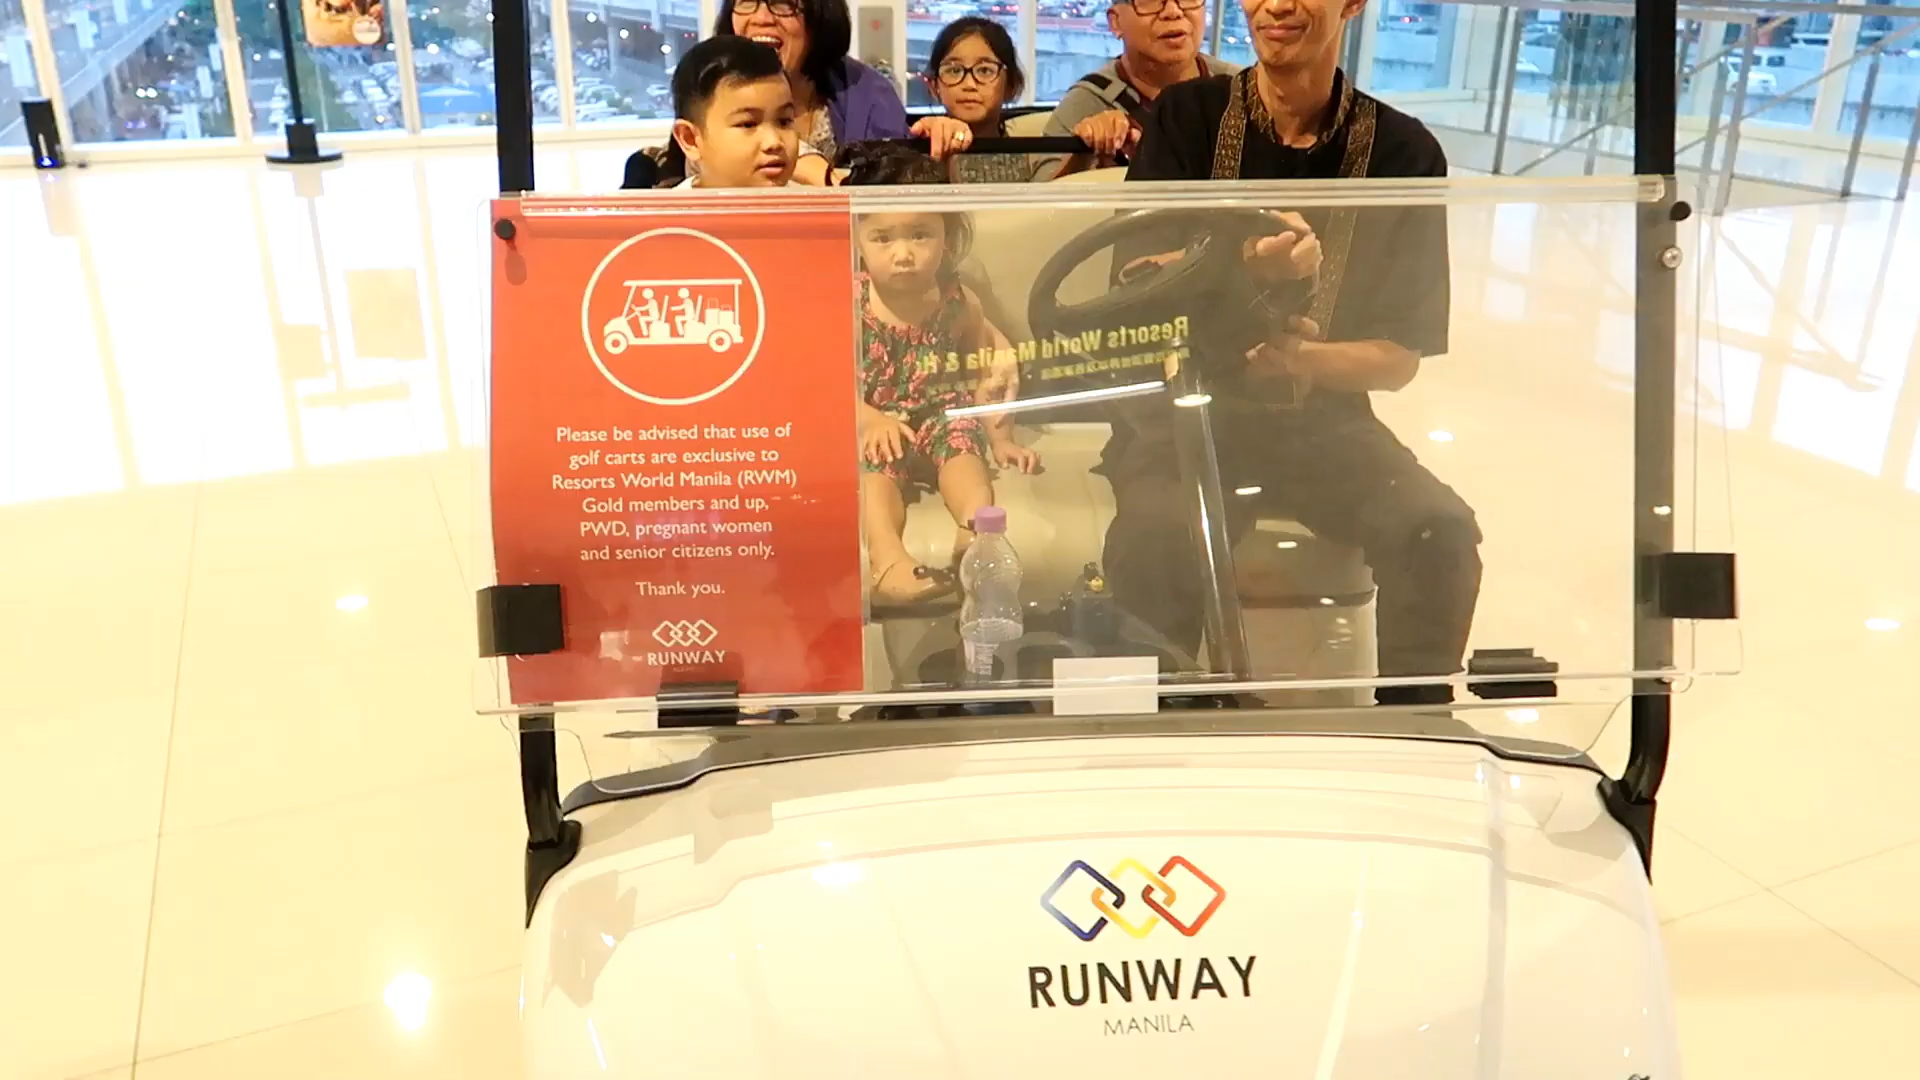 Please be advised that use of
golf carts are exclusive to
Resorts World Manila (RWM)
Gold members and up,
PWD, pregnant women
and senior citizens only.
Thank you.
RUNWAY
Resorts World Manila &
RUNWAY
MANILA